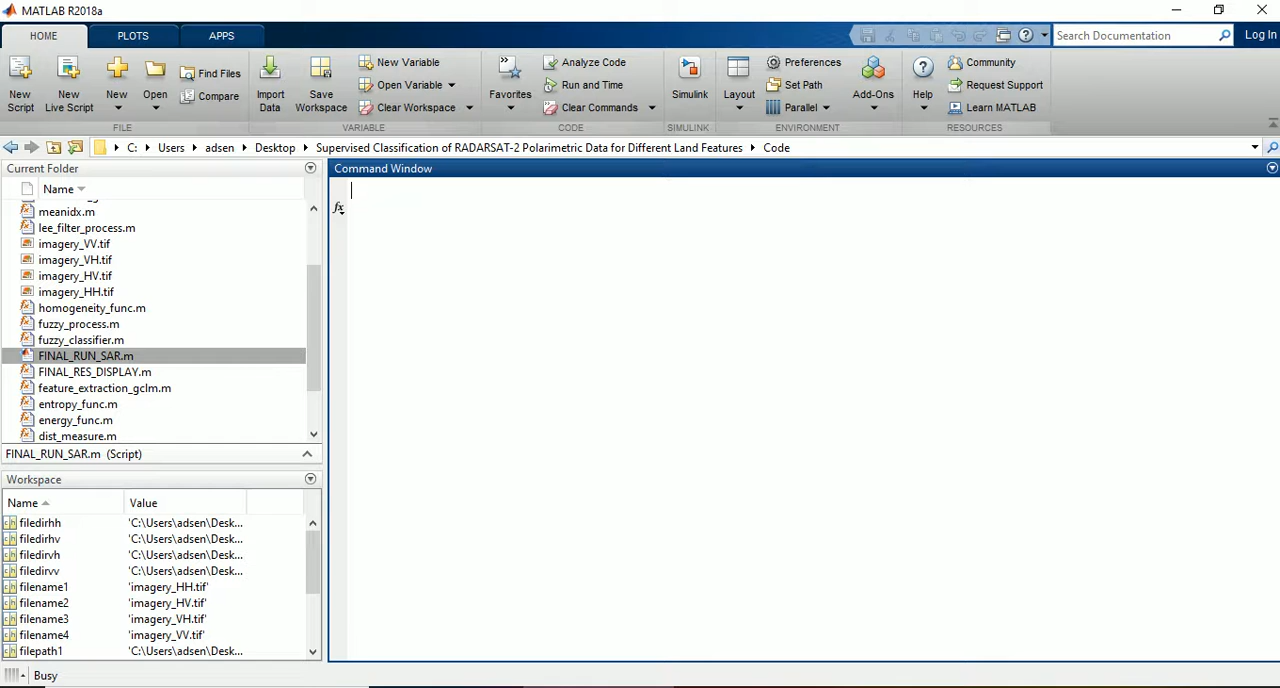 MATLAB R2018a
HOME PLOTS APPS
Search Documentation
Log In
New Script
New Live Script
New
Open
Find Files
Compare
FILE
Import Data
Save Workspace
New Variable
Open Variable
Clear Workspace
VARIABLE
Favorites
Analyze Code
Run and Time
Clear Commands
CODE
Simulink
SIMULINK
Layout
Preferences
Set Path
Parallel
Add-Ons
ENVIRONMENT
Help
Community
Request Support
Learn MATLAB
RESOURCES
C: Users adsen Desktop Supervised Classification of RADARSAT-2 Polarimetric Data for Different Land Features Code
Current Folder
Name
meanidx.m
lee_filter_process.m
imagery_VV.tif
imagery_VH.tif
imagery_HV.tif
imagery_HH.tif
homogeneity_func.m
fuzzy_process.m
fuzzy_classifier.m
FINAL_RUN_SAR.m
FINAL_RES_DISPLAY.m
feature_extraction_gclm.m
entropy_func.m
energy_func.m
dist_measure.m
FINAL_RUN_SAR.m (Script)
Workspace
Name Value
filedirhh 'C:\Users\adsen\Desk...
filedirhv 'C:\Users\adsen\Desk...
filedirvh 'C:\Users\adsen\Desk...
filedirvv 'C:\Users\adsen\Desk...
filename1 'imagery_HH.tif'
filename2 'imagery_HV.tif'
filename3 'imagery_VH.tif'
filename4 'imagery_VV.tif'
filepath1 'C:\Users\adsen\Desk...
Command Window
fx
Busy